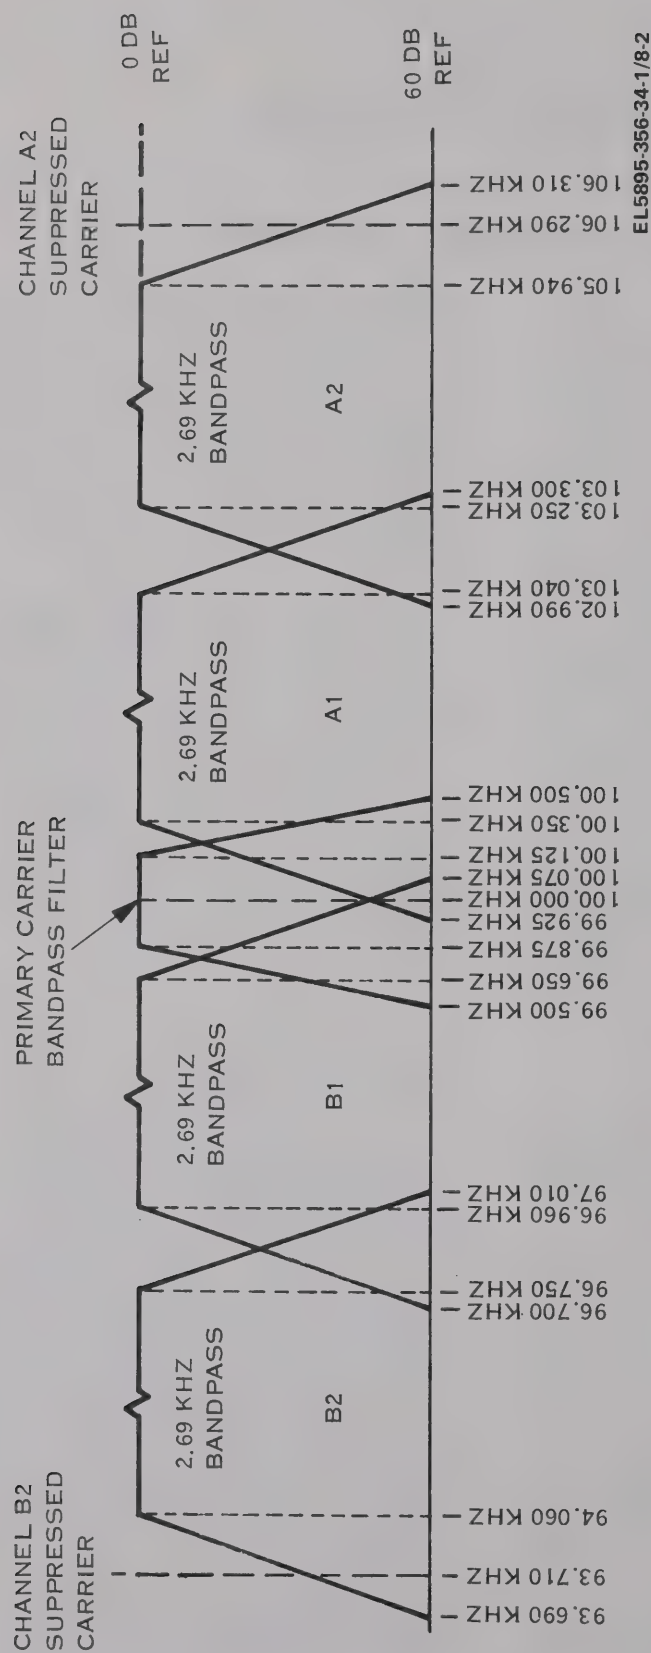 CHANNEL B2
SUPPRESSED
CARRIER
PRIMARY CARRIER
BANDPASS FILTER
CHANNEL A2
SUPPRESSED
CARRIER
0 DB
REF
2.69 KHZ
BANDPASS
2.69 KHZ
BANDPASS
2.69 KHZ
BANDPASS
2.69 KHZ
BANDPASS
B2
B1
A1
A2
60 DB
REF
93.690 KHZ
93.710 KHZ
94.060 KHZ
96.700 KHZ
96.750 KHZ
96.960 KHZ
97.010 KHZ
99.500 KHZ
99.650 KHZ
99.875 KHZ
99.925 KHZ
100.000 KHZ
100.075 KHZ
100.125 KHZ
100.350 KHZ
100.500 KHZ
102.990 KHZ
103.040 KHZ
103.250 KHZ
103.300 KHZ
105.940 KHZ
106.290 KHZ
106.310 KHZ
EL5895-356-34-1/8-2